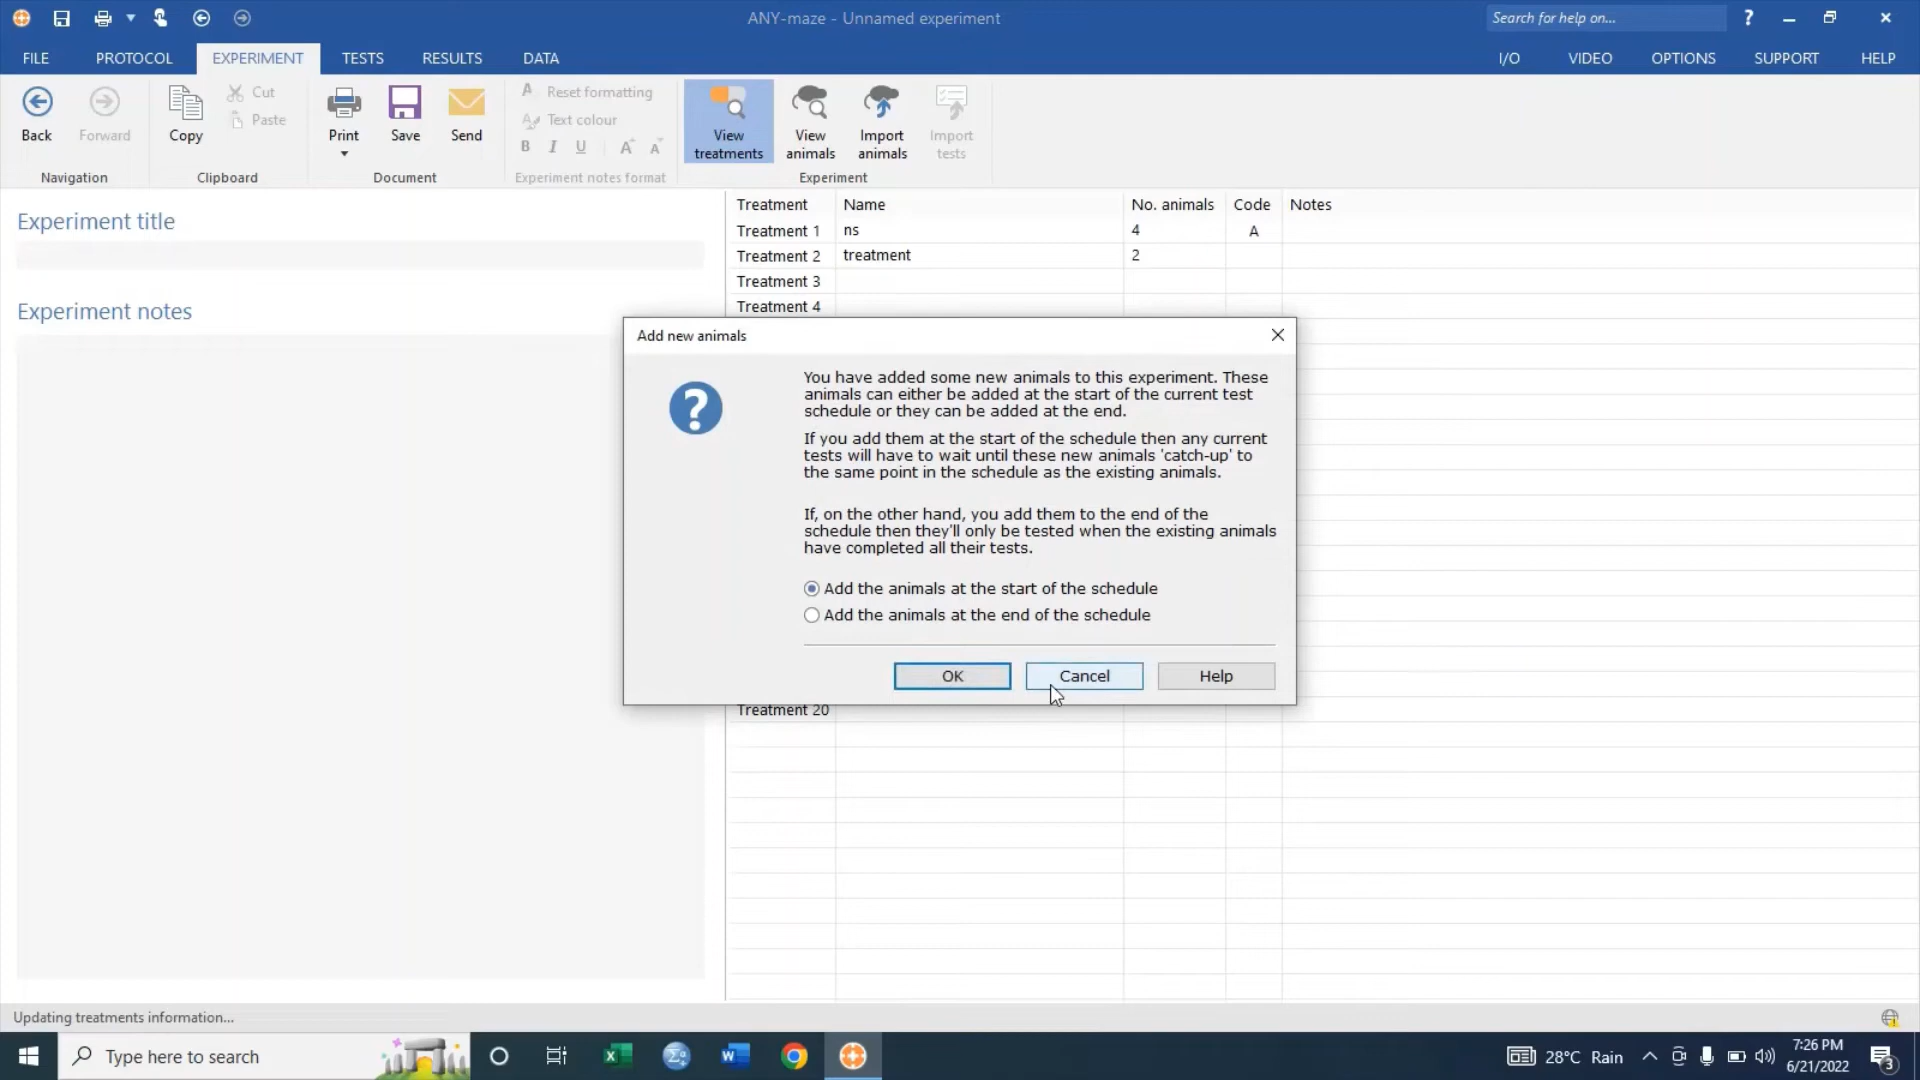 ANY-maze - Unnamed experiment
Search for help on...
?
FILE PROTOCOL EXPERIMENT TESTS RESULTS DATA I/O VIDEO OPTIONS SUPPORT HELP
Back
Forward
Navigation
Copy
Cut
Paste
Clipboard
Print
Save
Send
Document
A Reset formatting
Text colour
B I U A A
Experiment notes format
View treatments
View animals
Import animals
Import tests
Experiment
Experiment title
Experiment notes
Treatment Name No. animals Code Notes
Treatment 1 ns 4 A
Treatment 2 treatment 2
Treatment 3
Treatment 4
Add new animals
?
You have added some new animals to this experiment. These
animals can either be added at the start of the current test
schedule or they can be added at the end.
If you add them at the start of the schedule then any current
tests will have to wait until these new animals 'catch-up' to
the same point in the schedule as the existing animals.
If, on the other hand, you add them to the end of the
schedule then they'll only be tested when the existing animals
have completed all their tests.
Add the animals at the start of the schedule
Add the animals at the end of the schedule
OK Cancel Help
Treatment 20
Updating treatments information...
Type here to search
28°C Rain
7:26 PM
6/21/2022
3